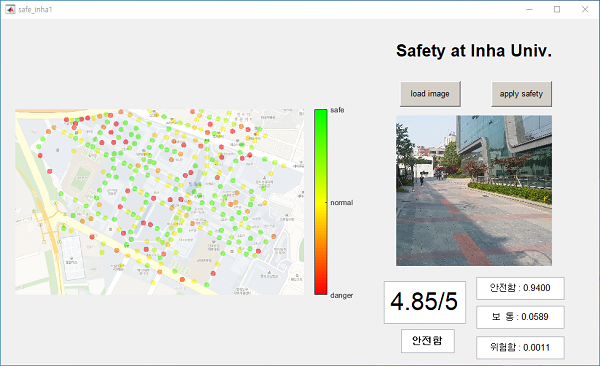 safe_inha1
Safety at Inha Univ.
load image
apply safety
safe
normal
danger
4.85/5
안전함
안전함 : 0.9400
보 통 : 0.0589
위험함 : 0.0011